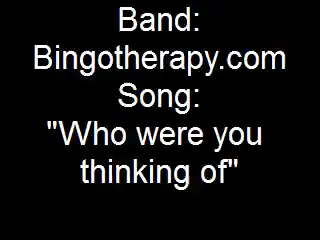 Band:
Bingotherapy.com
Song:
"Who were you
thinking of"